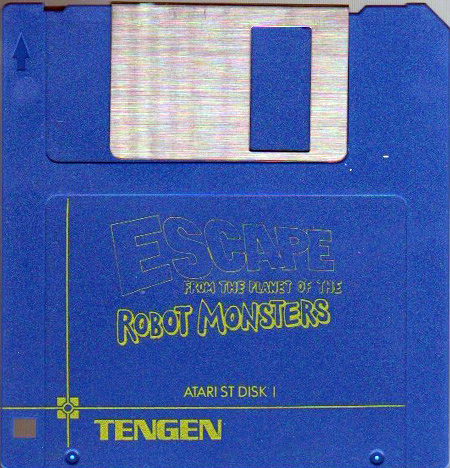 ESCAPE
FROM THE PLANET OF THE
ROBOT MONSTERS
ATARI ST DISK 1
TENGEN